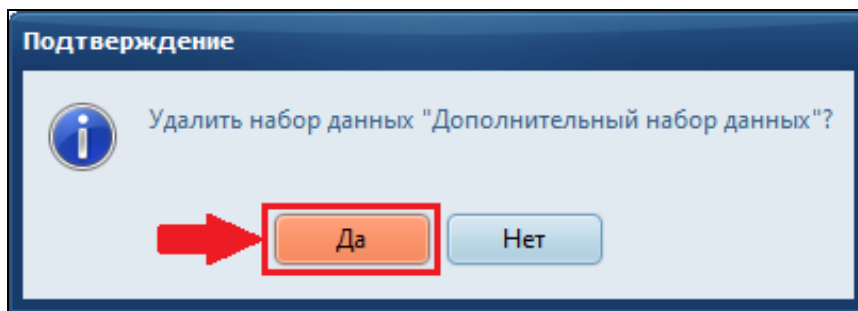 Подтверждение
Удалить набор данных "Дополнительный набор данных"?
Да
Нет